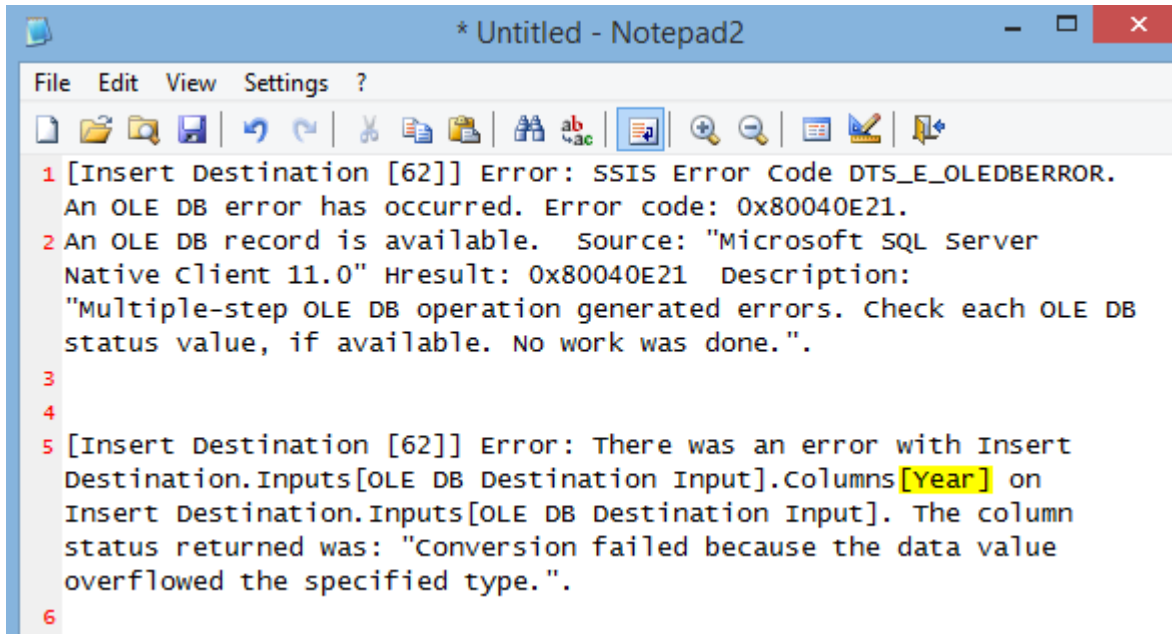 * Untitled - Notepad2
File Edit View Settings ?
1 [Insert Destination [62]] Error: SSIS Error Code DTS_E_OLEDBERROR.
An OLE DB error has occurred. Error code: 0x80040E21.
2 An OLE DB record is available.  Source: "Microsoft SQL Server
Native Client 11.0" Hresult: 0x80040E21  Description:
"Multiple-step OLE DB operation generated errors. Check each OLE DB
status value, if available. No work was done.".
3
4
5 [Insert Destination [62]] Error: There was an error with Insert
Destination.Inputs[OLE DB Destination Input].Columns[Year] on
Insert Destination.Inputs[OLE DB Destination Input]. The column
status returned was: "Conversion failed because the data value
overflowed the specified type.".
6